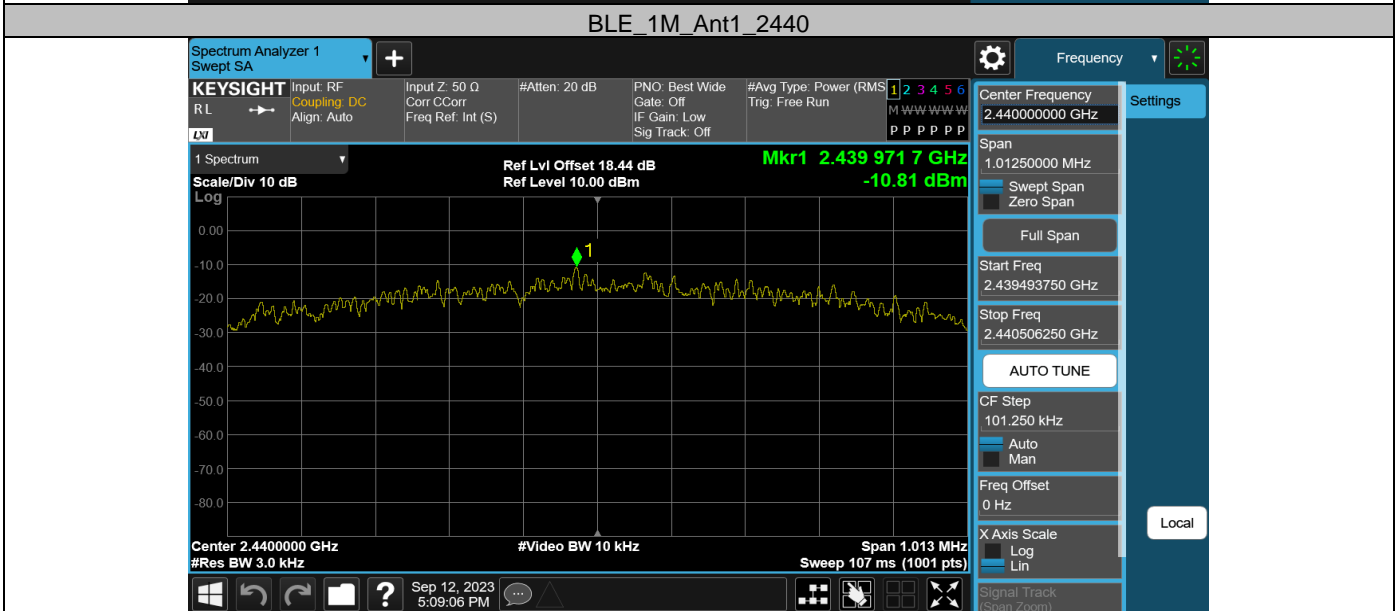 BLE_1M_Ant1_2440
Spectrum Analyzer 1
Swept SA
Frequency
KEYSIGHT
RL
LXI
Input: RF
Coupling: DC
Align: Auto
Input Z: 50 Ω
Corr CCorr
Freq Ref: Int (S)
#Atten: 20 dB
PNO: Best Wide
Gate: Off
IF Gain: Low
Sig Track: Off
#Avg Type: Power (RMS
Trig: Free Run
1 2 3 4 5 6
M W W W W W
P P P P P P
1 Spectrum
Scale/Div 10 dB
Log
Ref Lvl Offset 18.44 dB
Ref Level 10.00 dBm
Mkr1 2.439 971 7 GHz
-10.81 dBm
0.00
-10.0
-20.0
-30.0
-40.0
-50.0
-60.0
-70.0
-80.0
1
Center 2.4400000 GHz
#Res BW 3.0 kHz
#Video BW 10 kHz
Span 1.013 MHz
Sweep 107 ms (1001 pts)
Center Frequency
2.440000000 GHz
Span
1.01250000 MHz
Swept Span
Zero Span
Full Span
Start Freq
2.439493750 GHz
Stop Freq
2.440506250 GHz
AUTO TUNE
CF Step
101.250 kHz
Auto
Man
Freq Offset
0 Hz
X Axis Scale
Log
Lin
Signal Track
(Span Zoom)
Settings
Local
?
Sep 12, 2023
5:09:06 PM